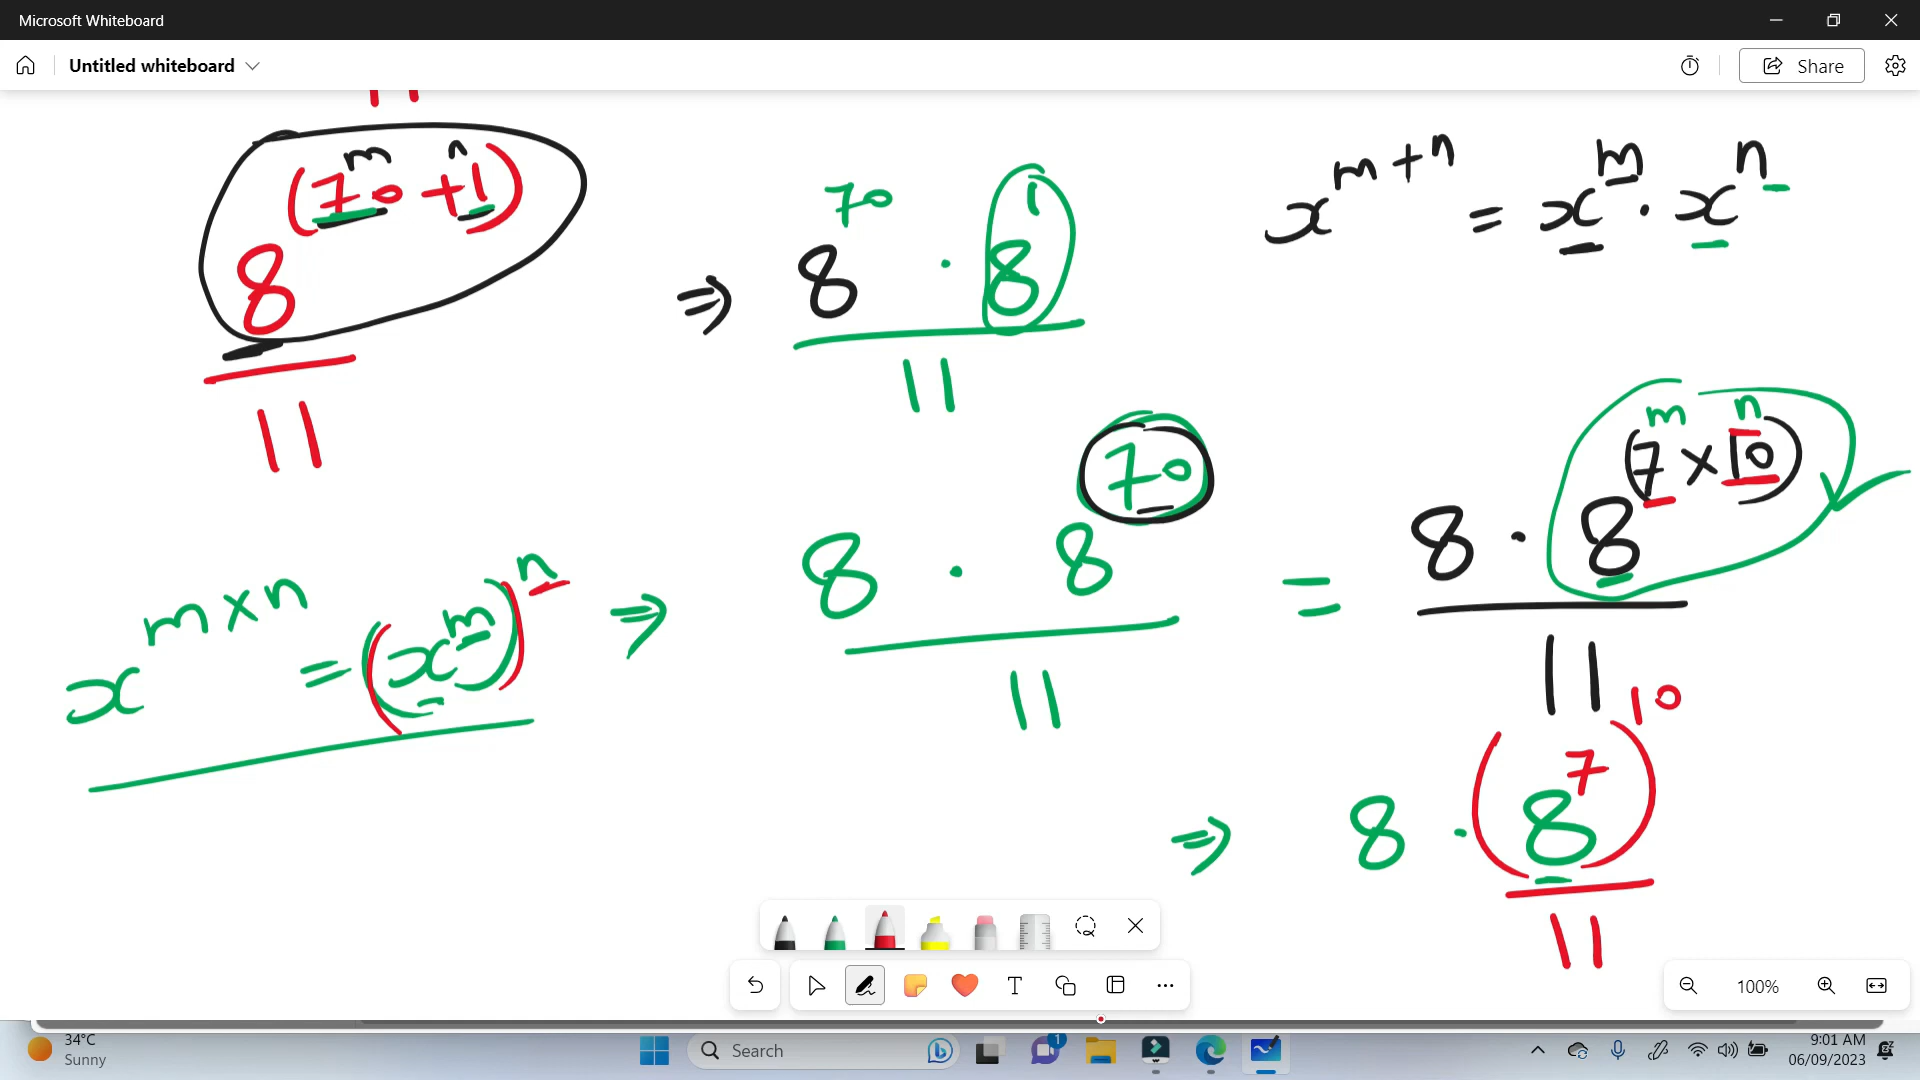 Microsoft Whiteboard
Untitled whiteboard
Share
m n
(70 + 1)
8
11
⇒
70 1
8 · 8
11
x^{m+n} = x^m · x^n
x^{m×n} = (x^m)^n
⇒
70
8 · 8
11
=
m n
(7 × 10)
8 · 8
11
⇒
8 · (8^7)^{10}
11
100%
34°C
Sunny
Search
1
9:01 AM
06/09/2023